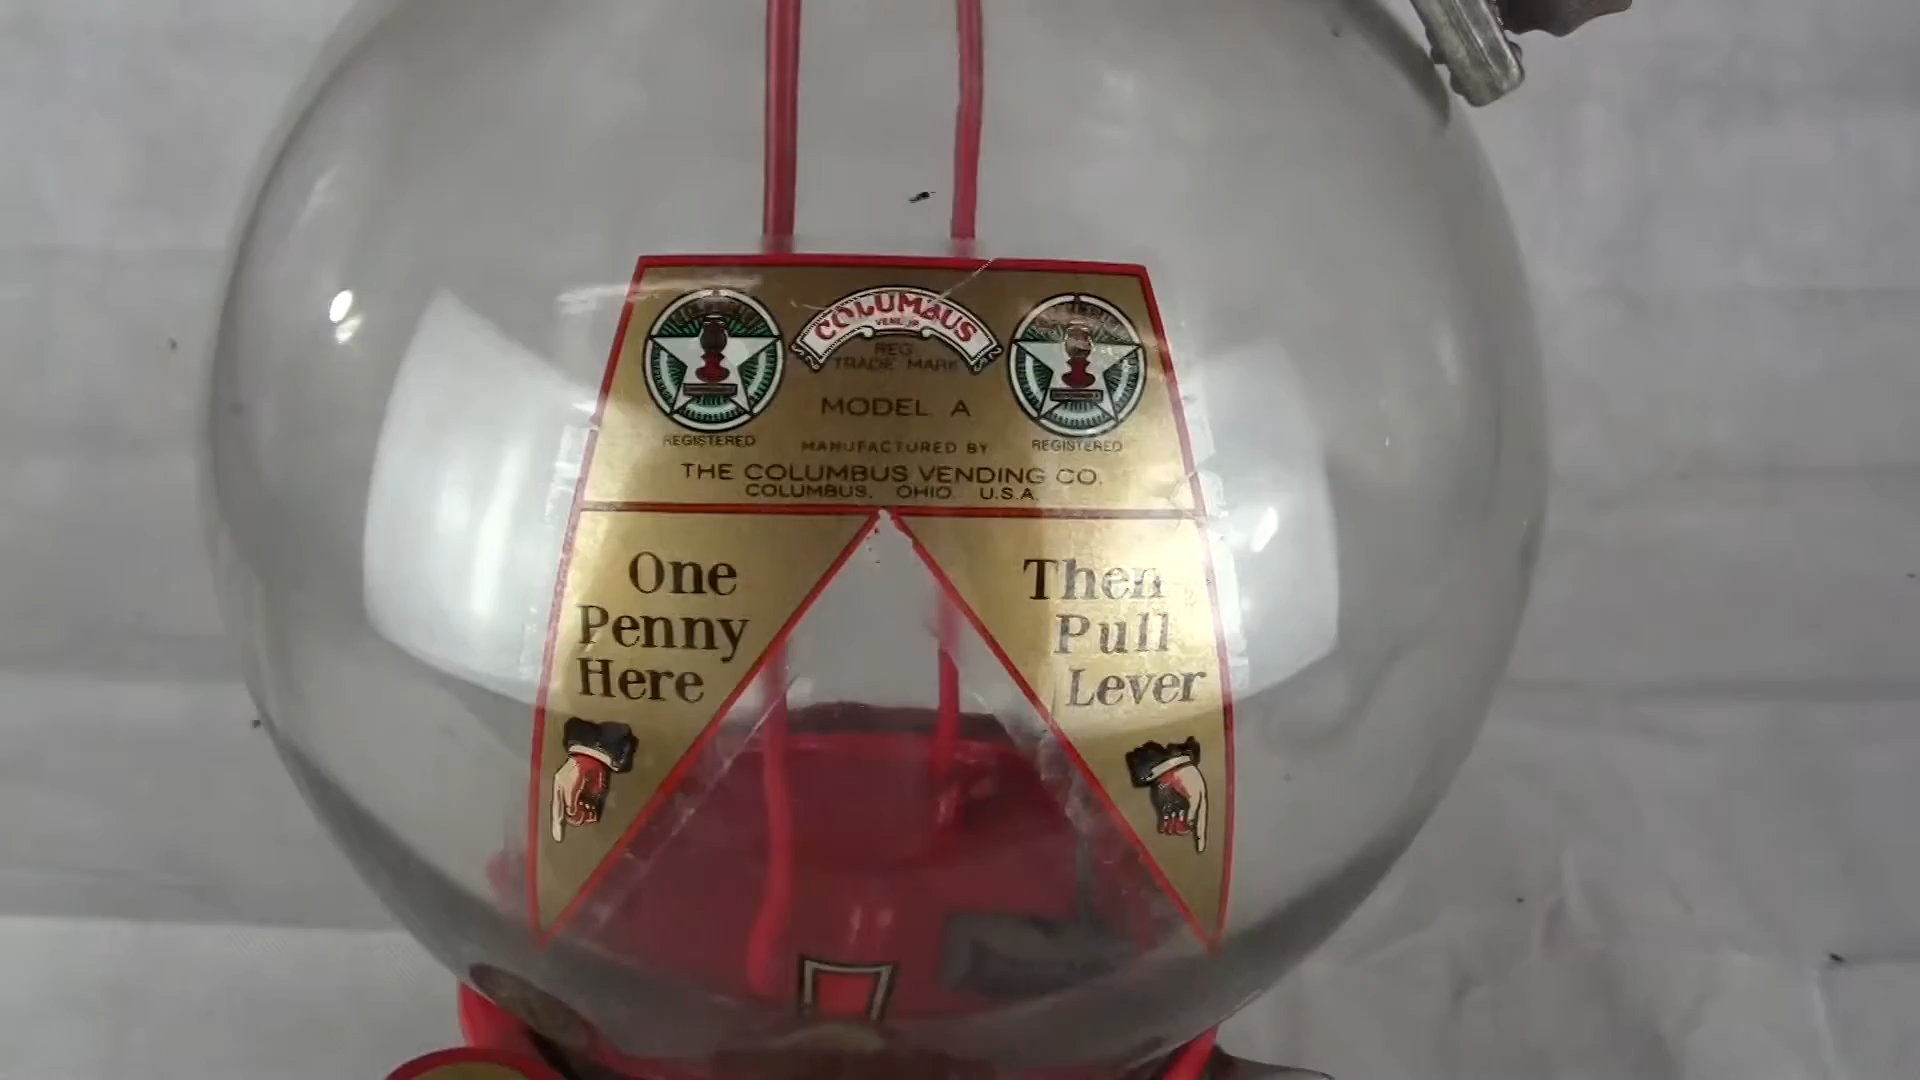 COLUMBUS
REG.
TRADE MARK
MODEL A
REGISTERED
MANUFACTURED BY
REGISTERED
THE COLUMBUS VENDING CO.
COLUMBUS, OHIO U.S.A.
One
Penny
Here
Then
Pull
Lever